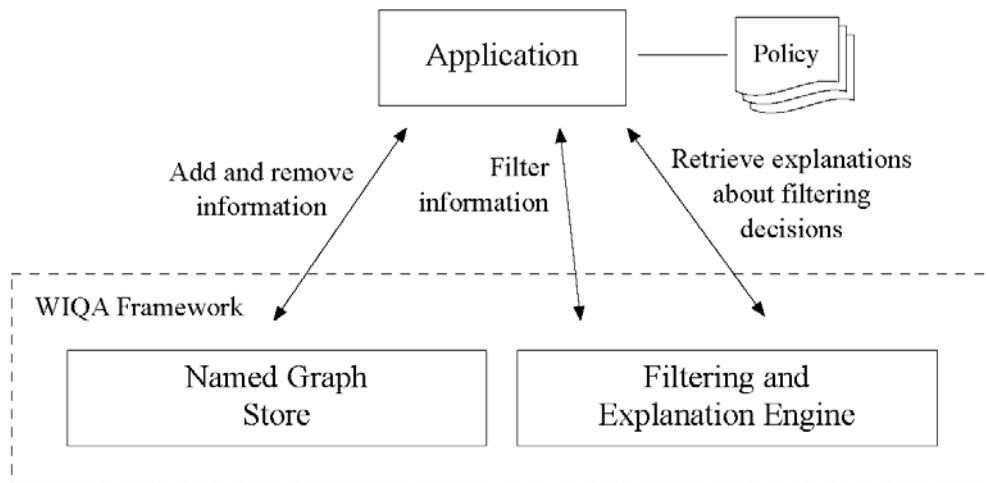 Application
Policy
Add and remove
information
Filter
information
Retrieve explanations
about filtering
decisions
WIQA Framework
Named Graph
Store
Filtering and
Explanation Engine